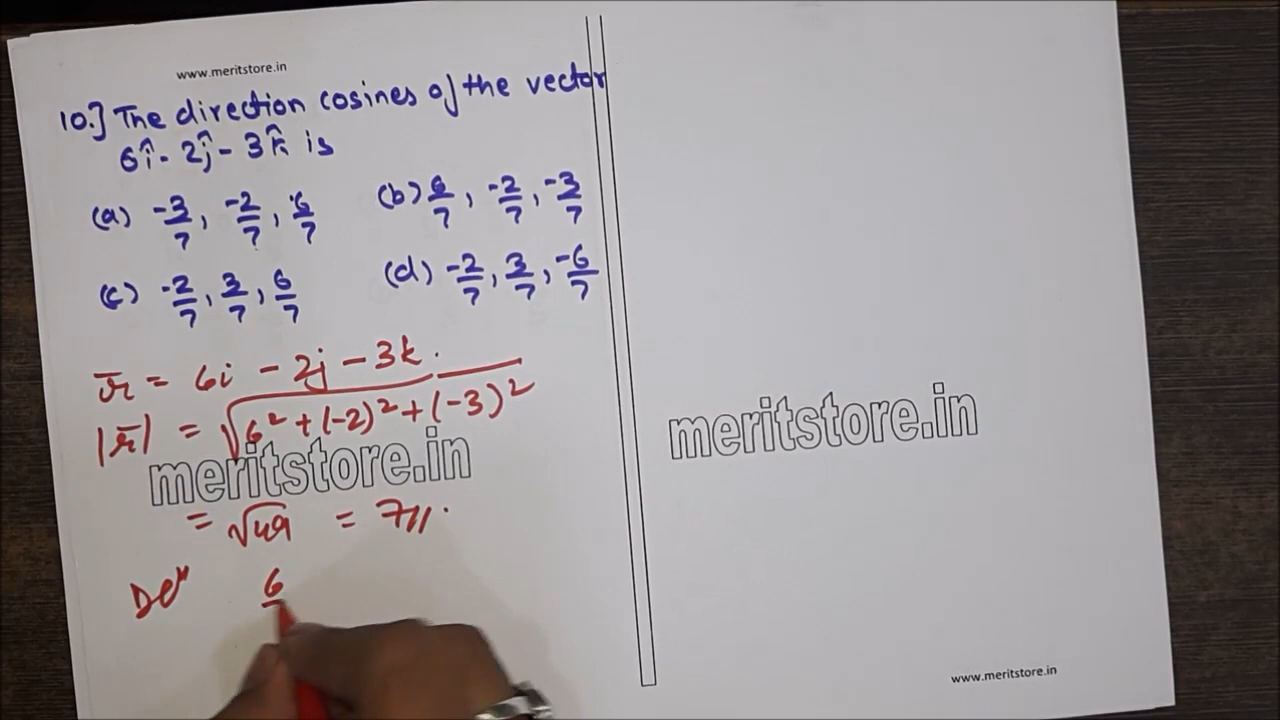 www.meritstore.in
10.] The direction cosines of the vector
6î - 2ĵ - 3k̂ is
(a) -3/7, -2/7, 6/7 (b) 6/7, -2/7, -3/7
(c) -2/7, 3/7, 6/7 (d) -2/7, 3/7, -6/7
r̄ = 6i - 2j - 3k.
|r̄| = √6² + (-2)² + (-3)²
meritstore.in
= √49 = 7//.
6
meritstore.in
www.meritstore.in